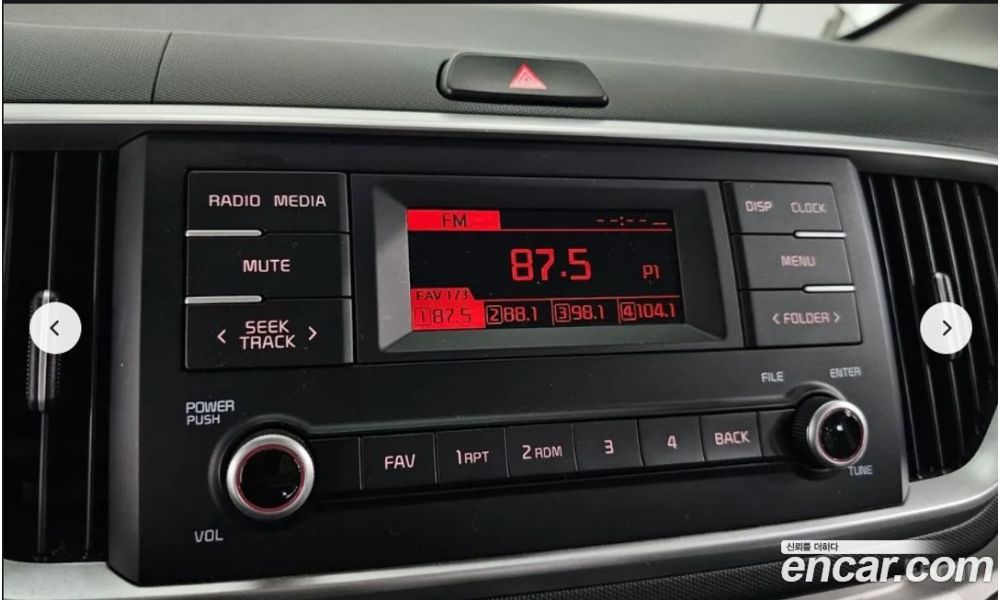 RADIO MEDIA
MUTE
< SEEK TRACK >
FM
--:-- --
87.5
P1
FAV 1/3
1 87.5 2 88.1 3 98.1 4 104.1
DISP CLOCK
MENU
< FOLDER >
POWER
PUSH
VOL
FAV
1 RPT
2 RDM
3
4
BACK
FILE
ENTER
TUNE
신뢰를 더하다
encar.com